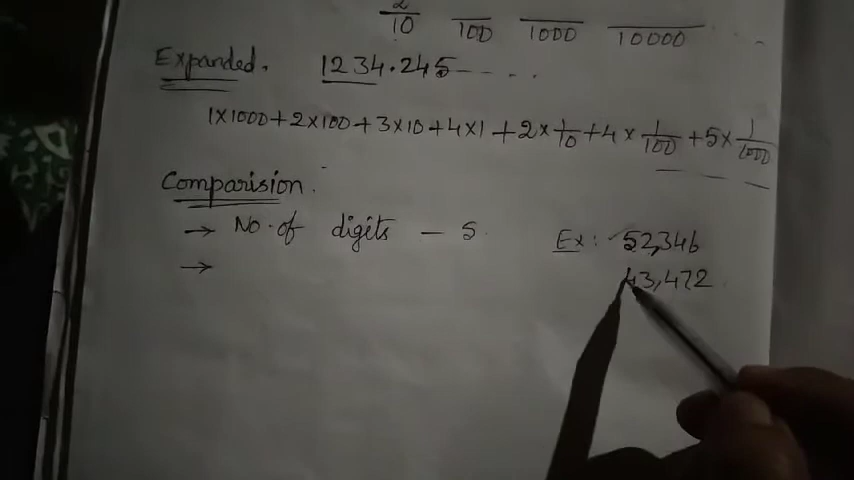 2/10 /100 /1000 /10000 . . .
Expanded. 1234.245 - - - .
1×1000+2×100+3×10+4×1+2×1/10+4×1/100+5×1/1000
Comparision.
→ No. of digits – 5. Ex: 52,346
→ 43,472